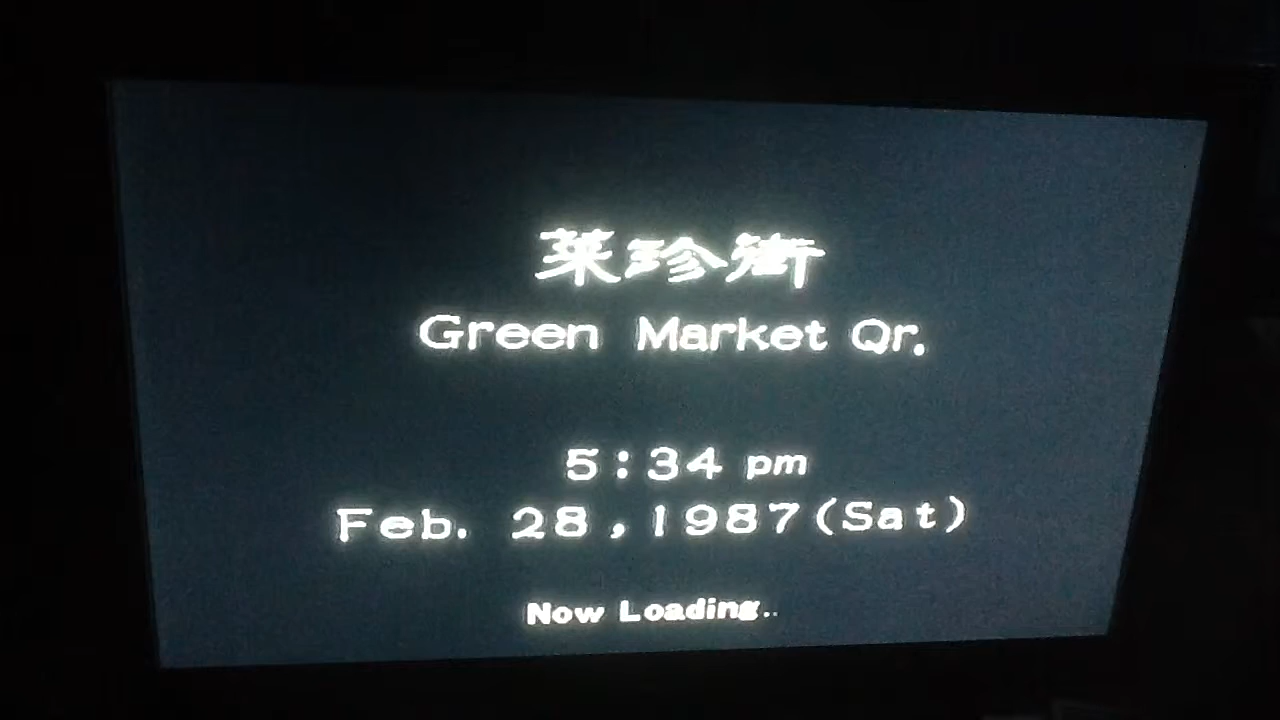 菜珍街
Green Market Qr.
5:34 pm
Feb. 28,1987(Sat)
Now Loading..